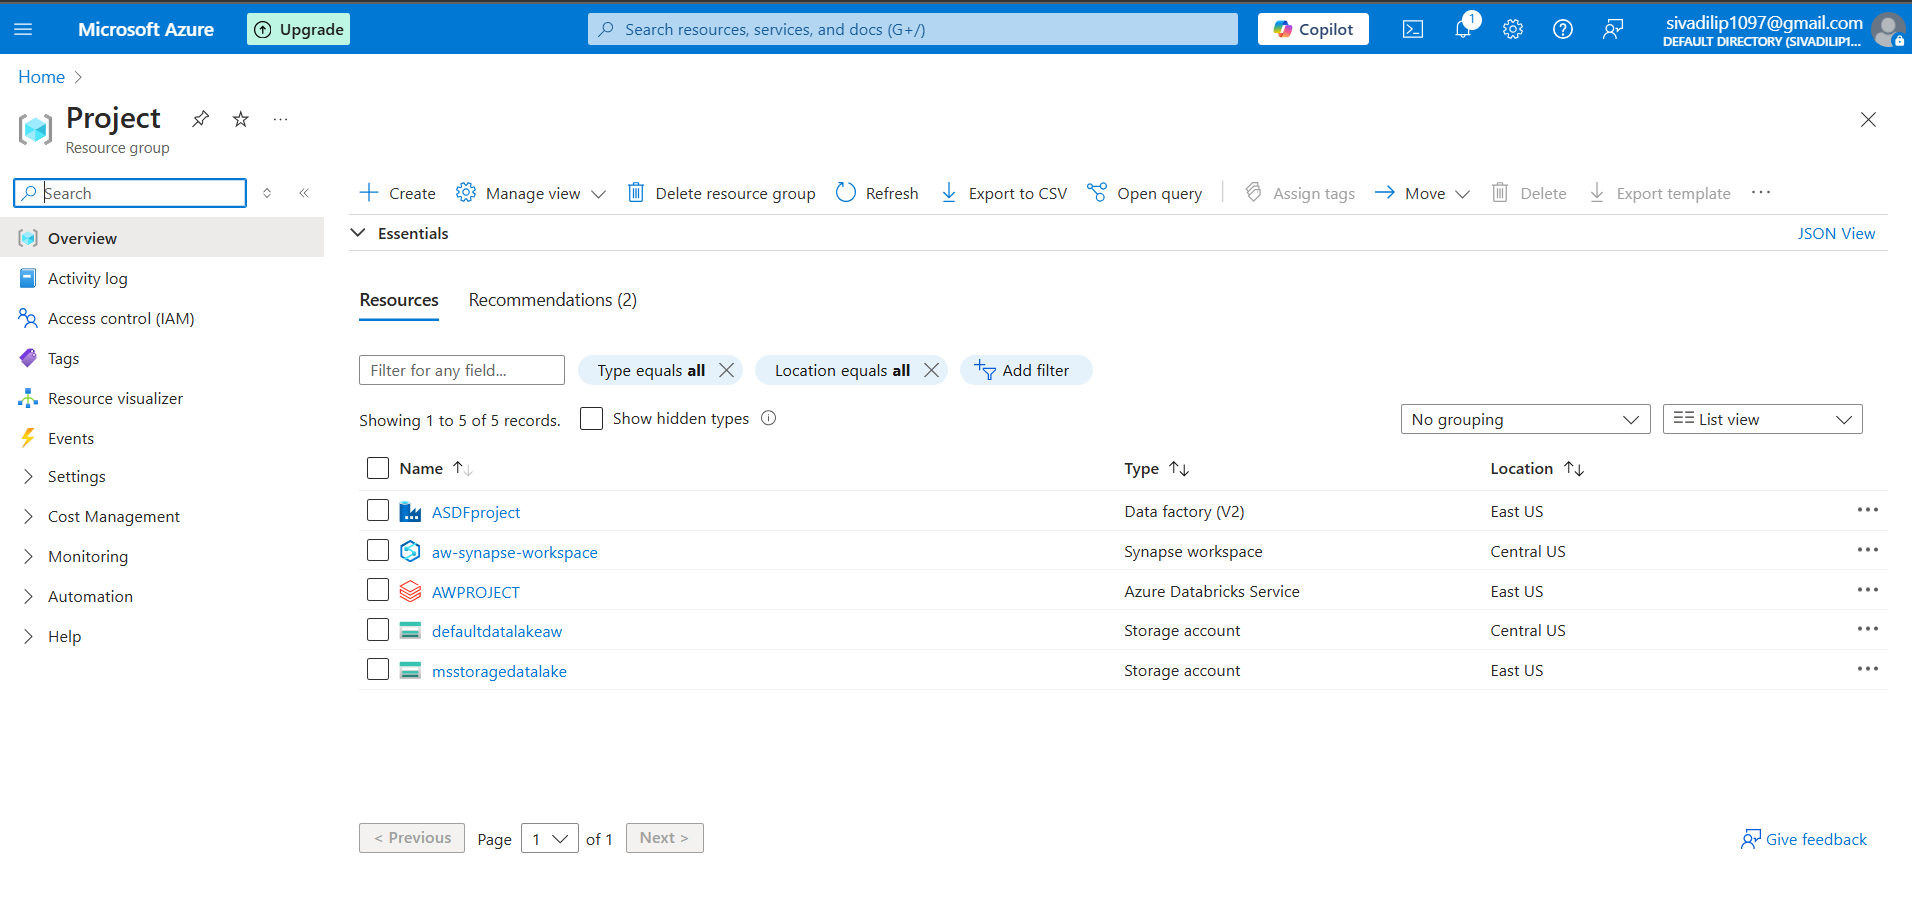 Microsoft Azure
Upgrade
Search resources, services, and docs (G+/)
Copilot
1
sivadilip1097@gmail.com
DEFAULT DIRECTORY (SIVADILIP1...
Home
Project
Resource group
Search
Create
Manage view
Delete resource group
Refresh
Export to CSV
Open query
Assign tags
Move
Delete
Export template
Overview
Activity log
Access control (IAM)
Tags
Resource visualizer
Events
Settings
Cost Management
Monitoring
Automation
Help
Essentials
JSON View
Resources
Recommendations (2)
Filter for any field...
Type equals all
Location equals all
Add filter
Showing 1 to 5 of 5 records.
Show hidden types
No grouping
List view
Name
Type
Location
ASDFproject
Data factory (V2)
East US
aw-synapse-workspace
Synapse workspace
Central US
AWPROJECT
Azure Databricks Service
East US
defaultdatalakeaw
Storage account
Central US
msstoragedatalake
Storage account
East US
< Previous
Page
1
of 1
Next >
Give feedback